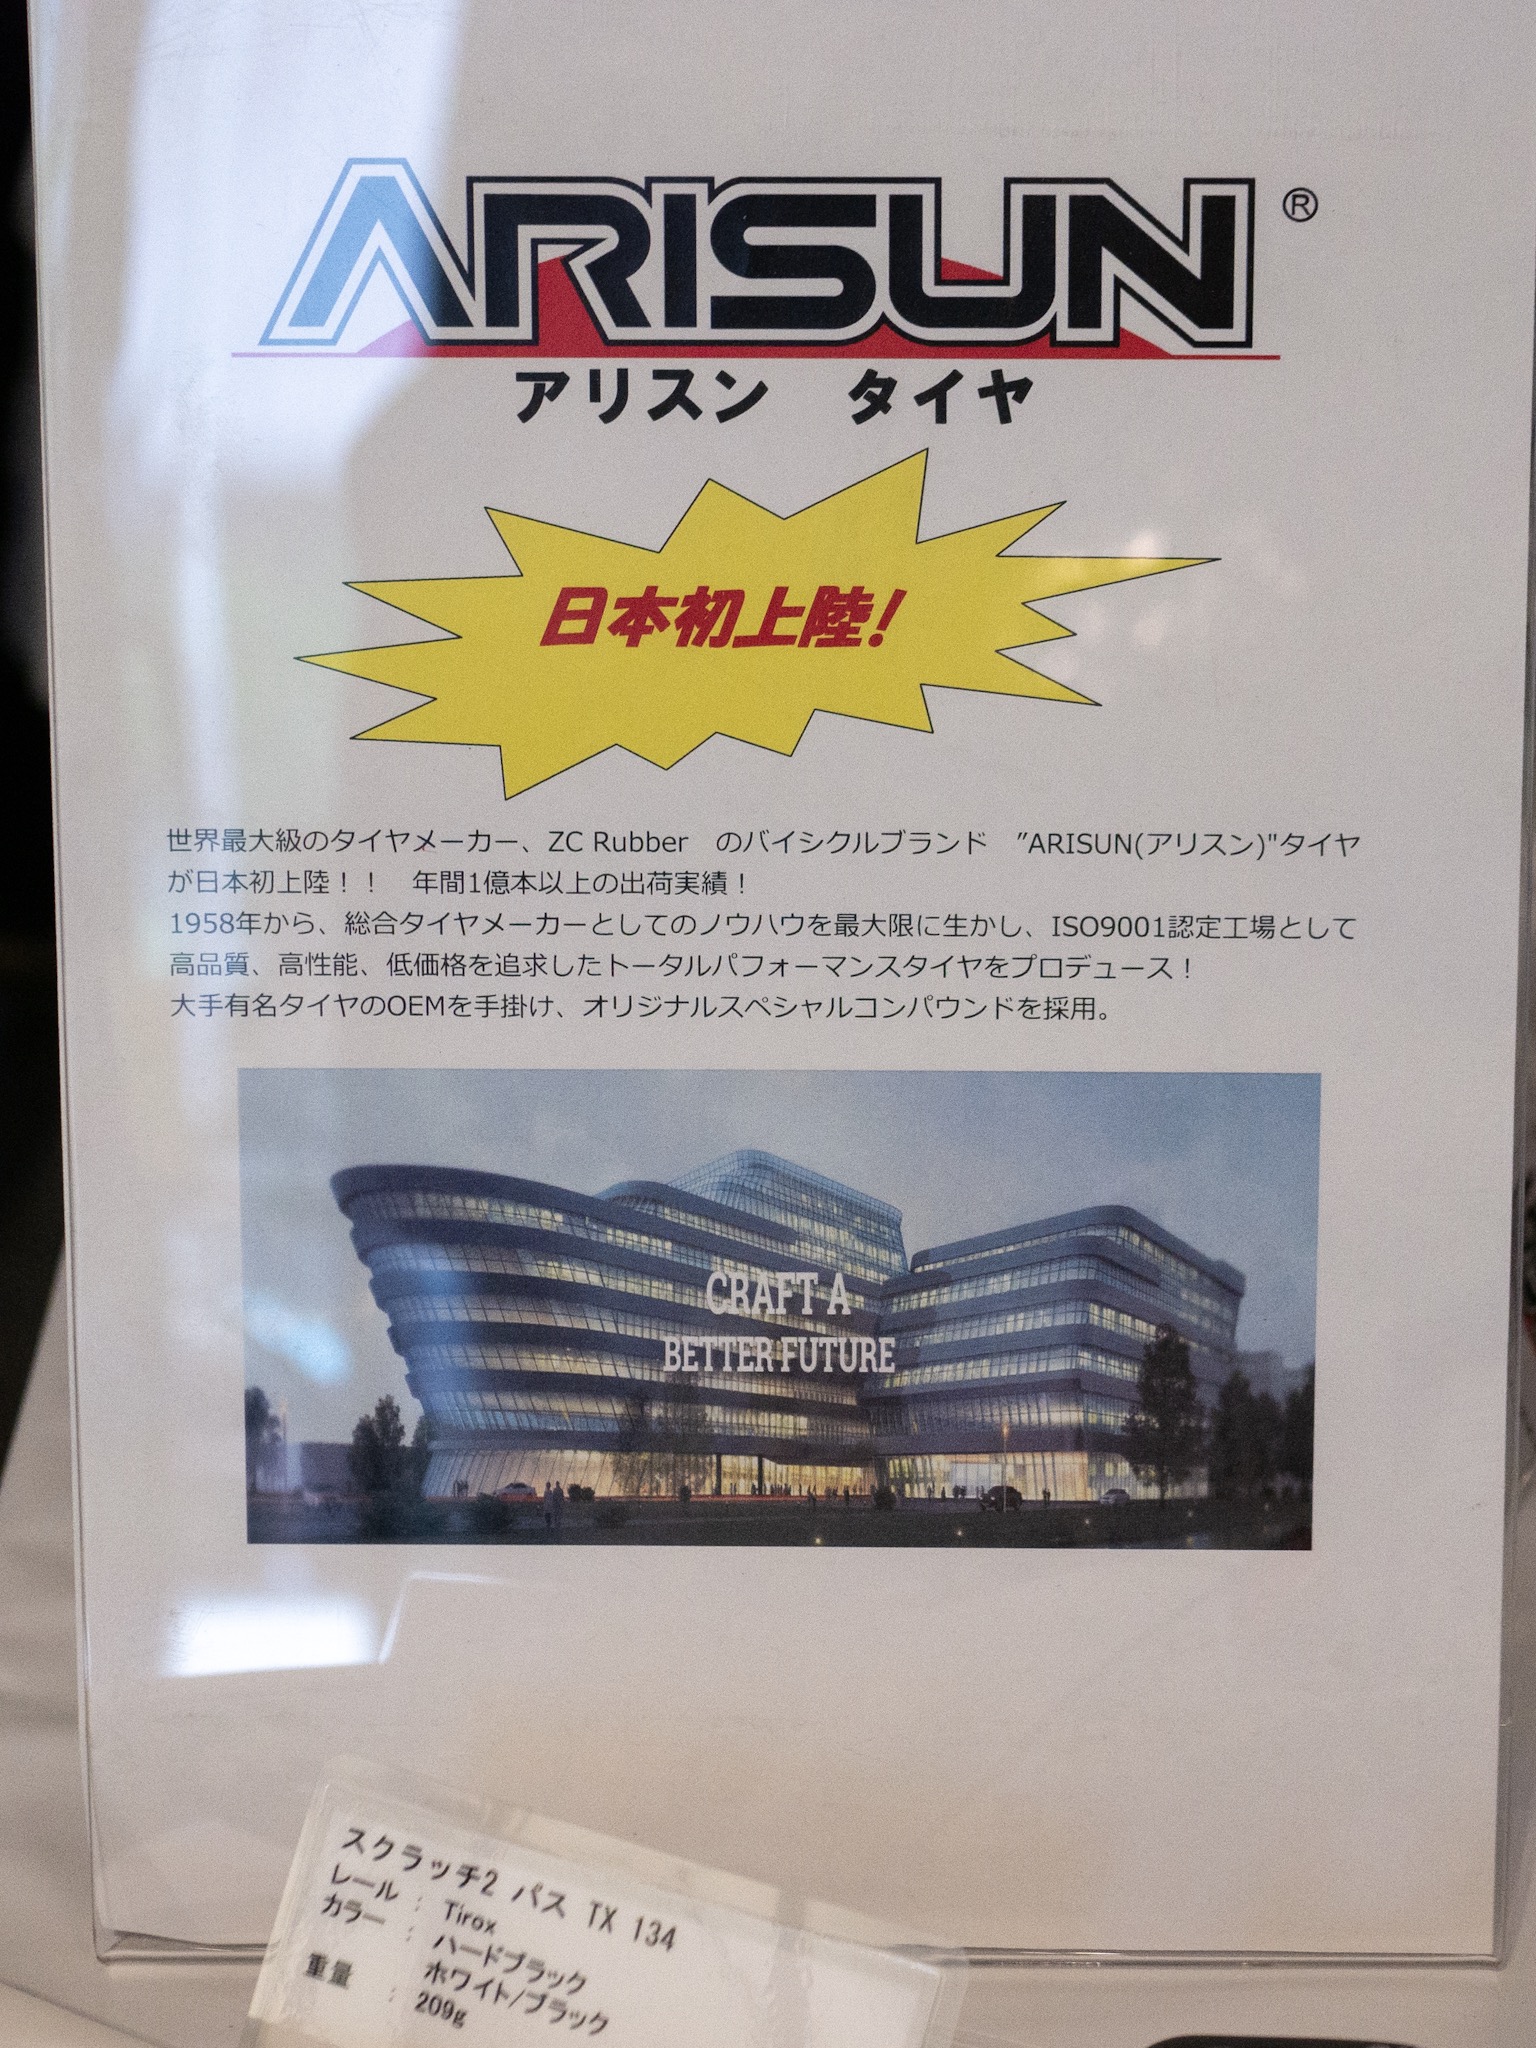 ARISUN®
アリスン タイヤ
日本初上陸!
世界最大級のタイヤメーカー、ZC Rubber のバイシクルブランド ”ARISUN(アリスン)"タイヤ
が日本初上陸！！ 年間1億本以上の出荷実績！
1958年から、総合タイヤメーカーとしてのノウハウを最大限に生かし、ISO9001認定工場として
高品質、高性能、低価格を追求したトータルパフォーマンスタイヤをプロデュース！
大手有名タイヤのOEMを手掛け、オリジナルスペシャルコンパウンドを採用。
CRAFT A
BETTER FUTURE
スクラッチ2 パス TX 134
レール : Tirox
カラー : ハードブラック
ホワイト/ブラック
重量 : 209g